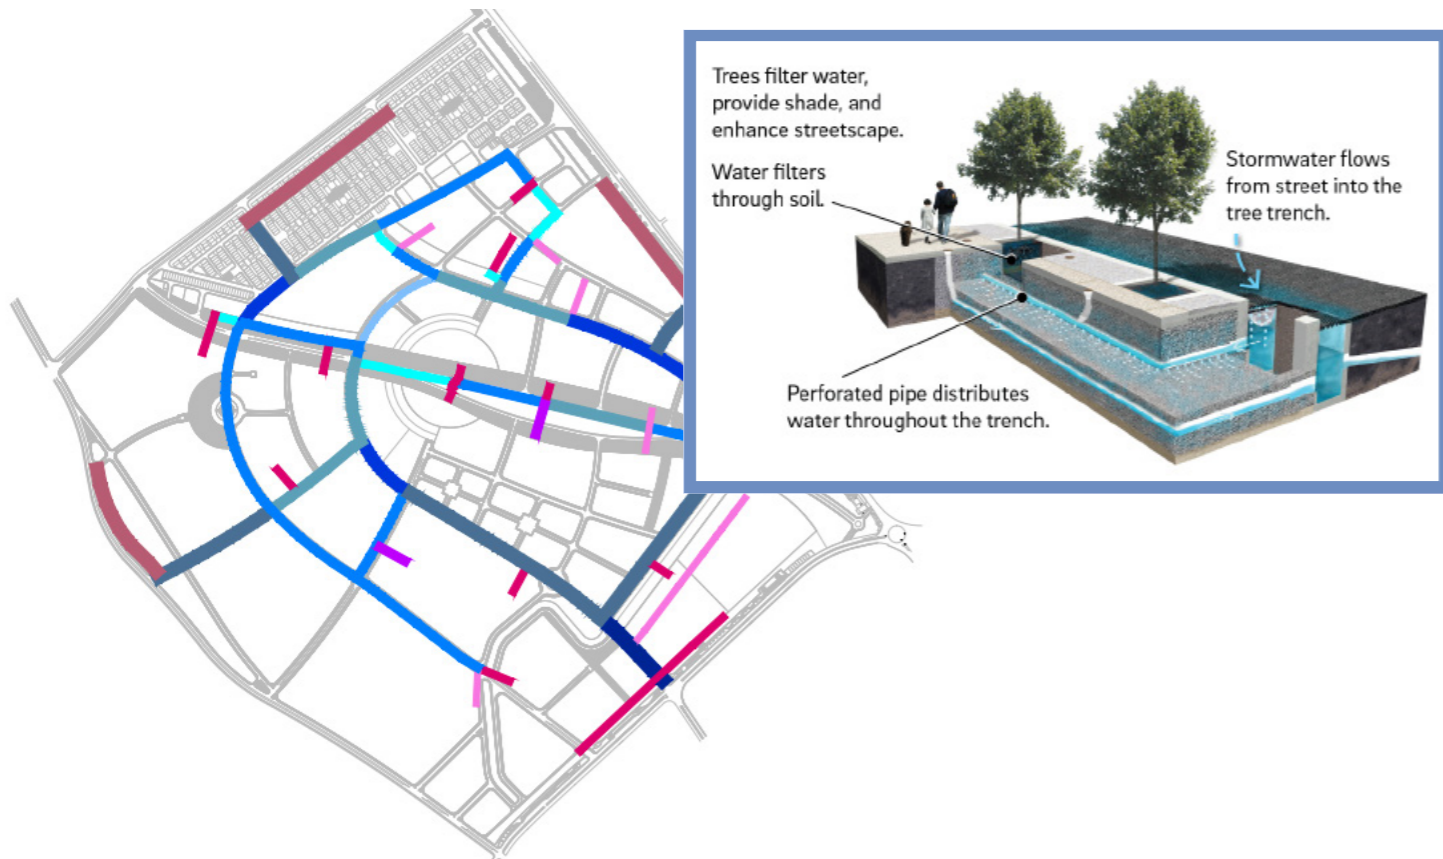 Trees filter water,
provide shade, and
enhance streetscape.
Water filters
through soil.
Stormwater flows
from street into the
tree trench.
Perforated pipe distributes
water throughout the trench.